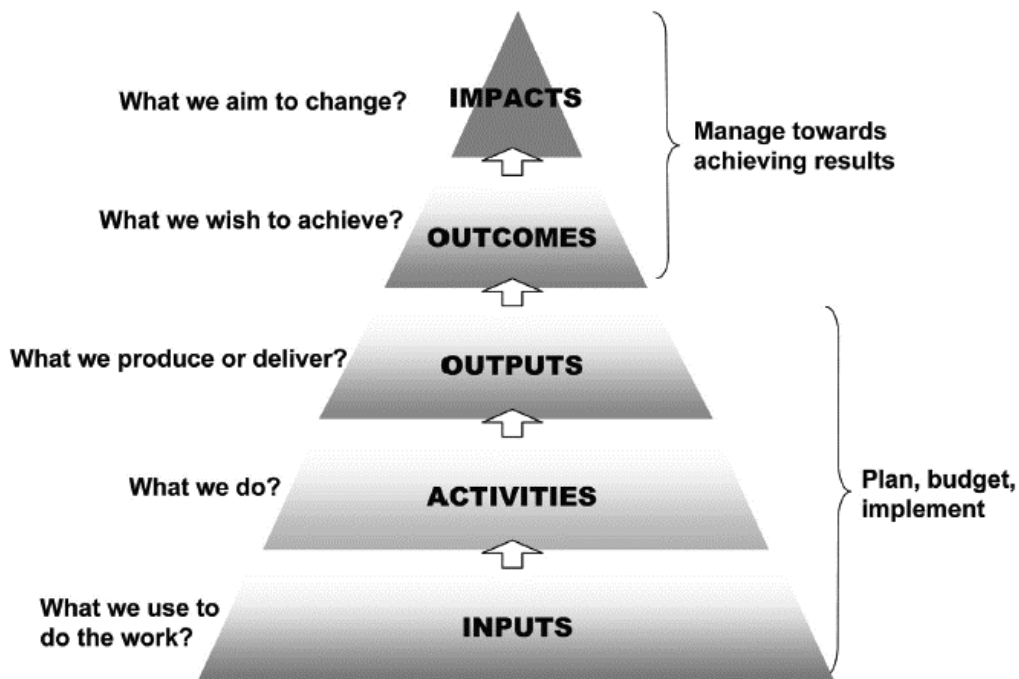 What we aim to change?
IMPACTS
Manage towards
achieving results
What we wish to achieve?
OUTCOMES
What we produce or deliver?
OUTPUTS
What we do?
ACTIVITIES
Plan, budget,
implement
What we use to
do the work?
INPUTS